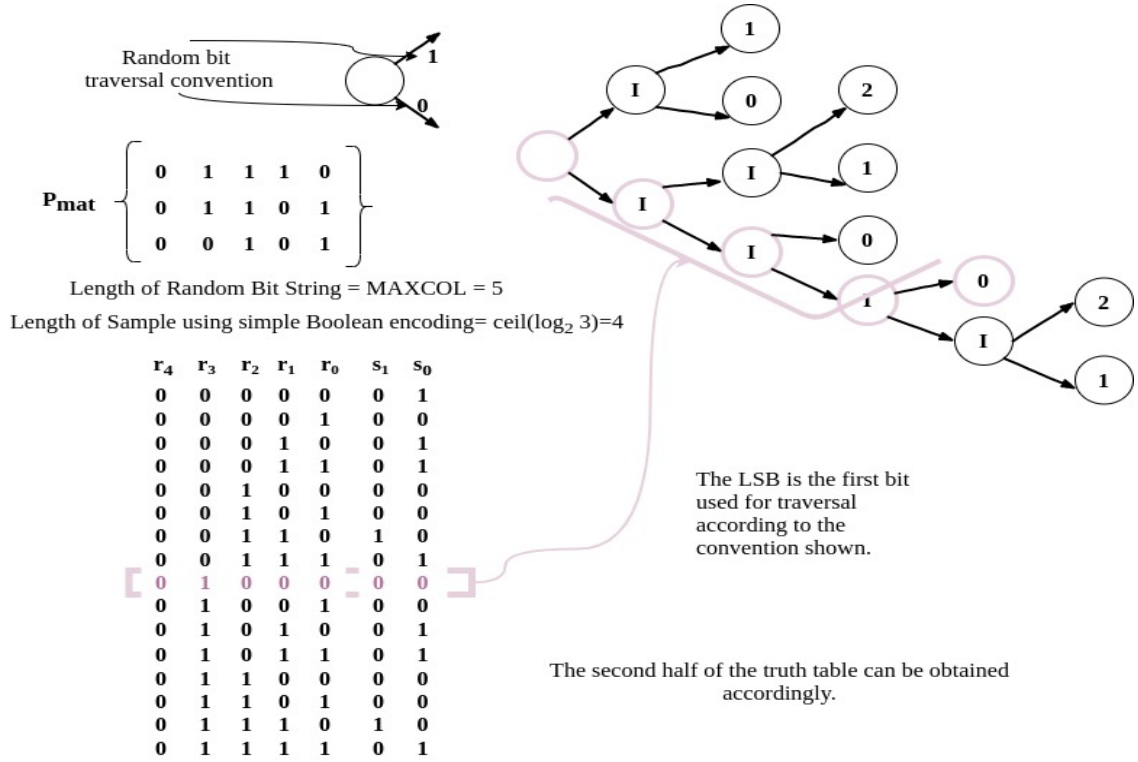 Random bit
traversal convention
1
0
P_mat
0 1 1 1 0
0 1 1 0 1
0 0 1 0 1
Length of Random Bit String = MAXCOL = 5
Length of Sample using simple Boolean encoding= ceil(log₂ 3)=4
r₄ r₃ r₂ r₁ r₀ s₁ s₀
0 0 0 0 0 0 1
0 0 0 0 1 0 0
0 0 0 1 0 0 1
0 0 0 1 1 0 1
0 0 1 0 0 0 0
0 0 1 0 1 0 0
0 0 1 1 0 1 0
0 0 1 1 1 0 1
0 1 0 0 0 0 0
0 1 0 0 1 0 0
0 1 0 1 0 0 1
0 1 0 1 1 0 1
0 1 1 0 0 0 0
0 1 1 0 1 0 0
0 1 1 1 0 1 0
0 1 1 1 1 0 1
1
I
0
2
I
1
I
I
0
I
0
2
I
1
The LSB is the first bit
used for traversal
according to the
convention shown.
The second half of the truth table can be obtained
accordingly.